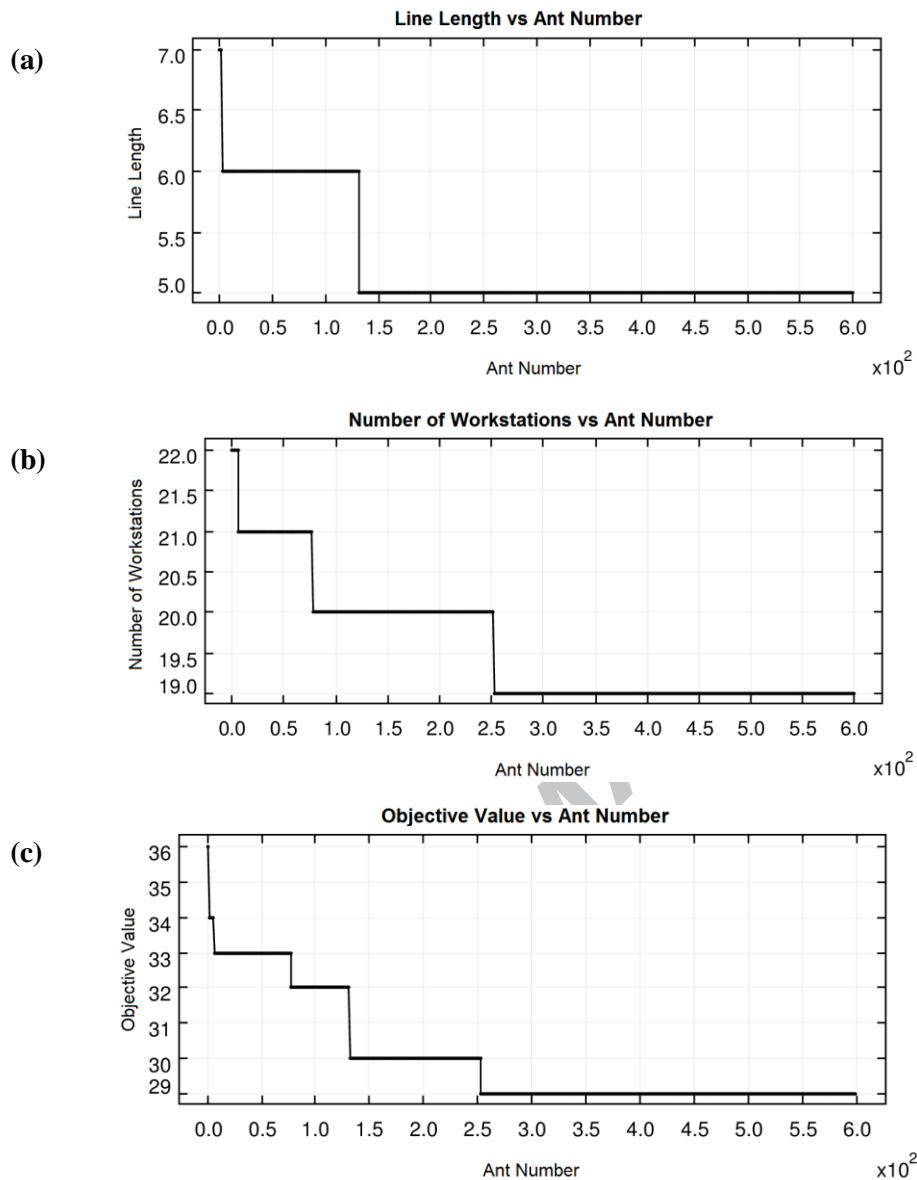 Line Length vs Ant Number
(a)
7.0
6.5
6.0
5.5
5.0
Line Length
0.0 0.5 1.0 1.5 2.0 2.5 3.0 3.5 4.0 4.5 5.0 5.5 6.0
Ant Number
x10²
Number of Workstations vs Ant Number
(b)
22.0
21.5
21.0
20.5
20.0
19.5
19.0
Number of Workstations
0.0 0.5 1.0 1.5 2.0 2.5 3.0 3.5 4.0 4.5 5.0 5.5 6.0
Ant Number
x10²
Objective Value vs Ant Number
(c)
36
35
34
33
32
31
30
29
Objective Value
0.0 0.5 1.0 1.5 2.0 2.5 3.0 3.5 4.0 4.5 5.0 5.5 6.0
Ant Number
x10²